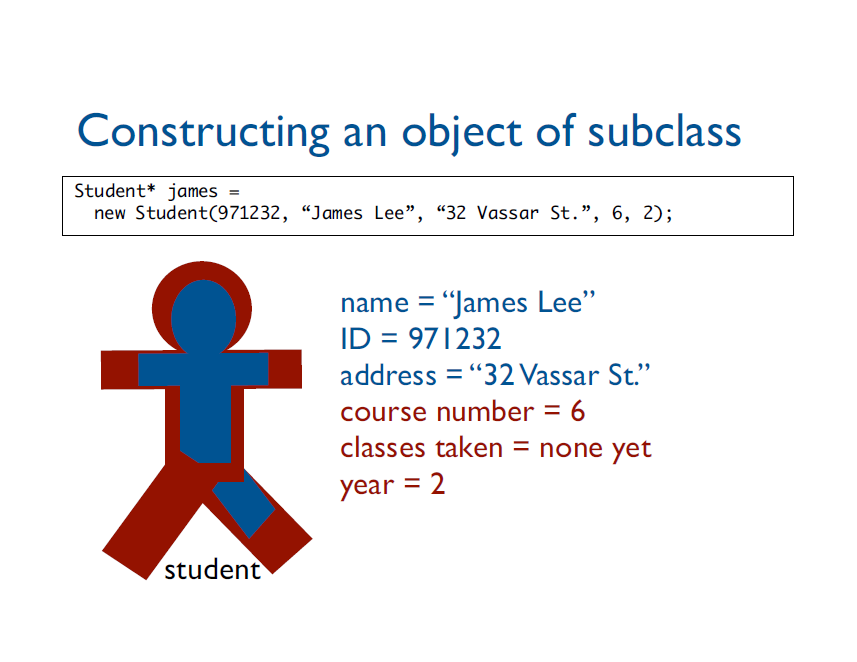 Constructing an object of subclass
Student* james =
new Student(971232, “James Lee”, “32 Vassar St.”, 6, 2);
name = “James Lee”
ID = 971232
address = “32 Vassar St.”
course number = 6
classes taken = none yet
year = 2
student